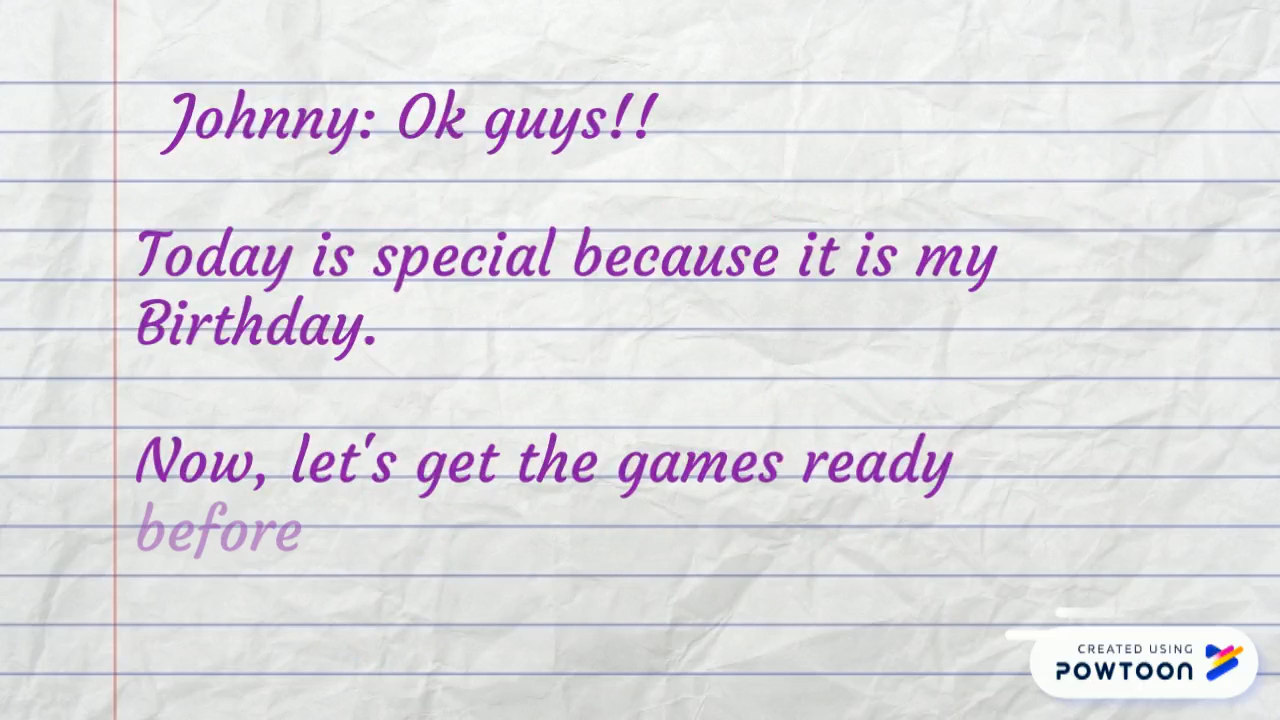 Johnny: Ok guys!!
Today is special because it is my
Birthday.
Now, let's get the games ready
before
CREATED USING
POWTOON